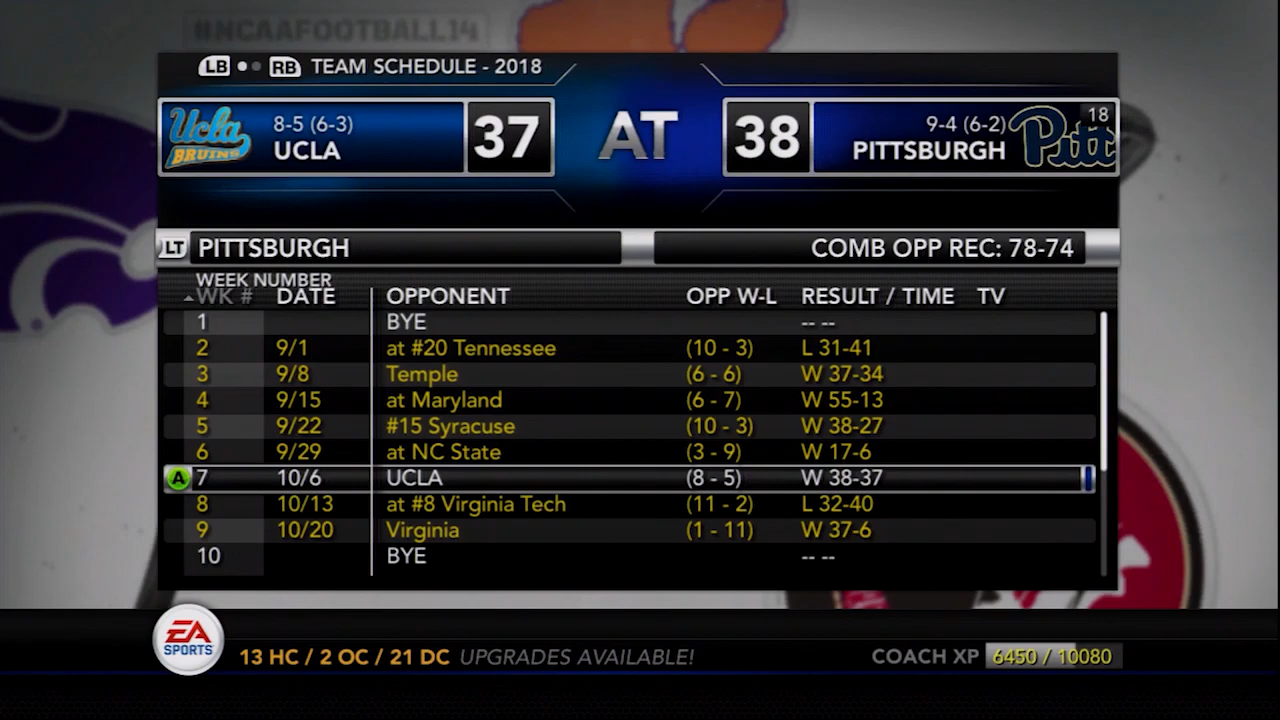 #NCAAFOOTBALL14
LB RB TEAM SCHEDULE - 2018
Ucla BRUINS 8-5 (6-3) UCLA 37 AT 38 9-4 (6-2) PITTSBURGH Pitt 18
LT PITTSBURGH COMB OPP REC: 78-74
WEEK NUMBER
WK # DATE OPPONENT OPP W-L RESULT / TIME TV
1 BYE -- --
2 9/1 at #20 Tennessee (10 - 3) L 31-41
3 9/8 Temple (6 - 6) W 37-34
4 9/15 at Maryland (6 - 7) W 55-13
5 9/22 #15 Syracuse (10 - 3) W 38-27
6 9/29 at NC State (3 - 9) W 17-6
A 7 10/6 UCLA (8 - 5) W 38-37
8 10/13 at #8 Virginia Tech (11 - 2) L 32-40
9 10/20 Virginia (1 - 11) W 37-6
10 BYE -- --
EA SPORTS 13 HC / 2 OC / 21 DC UPGRADES AVAILABLE! COACH XP 6450 / 10080